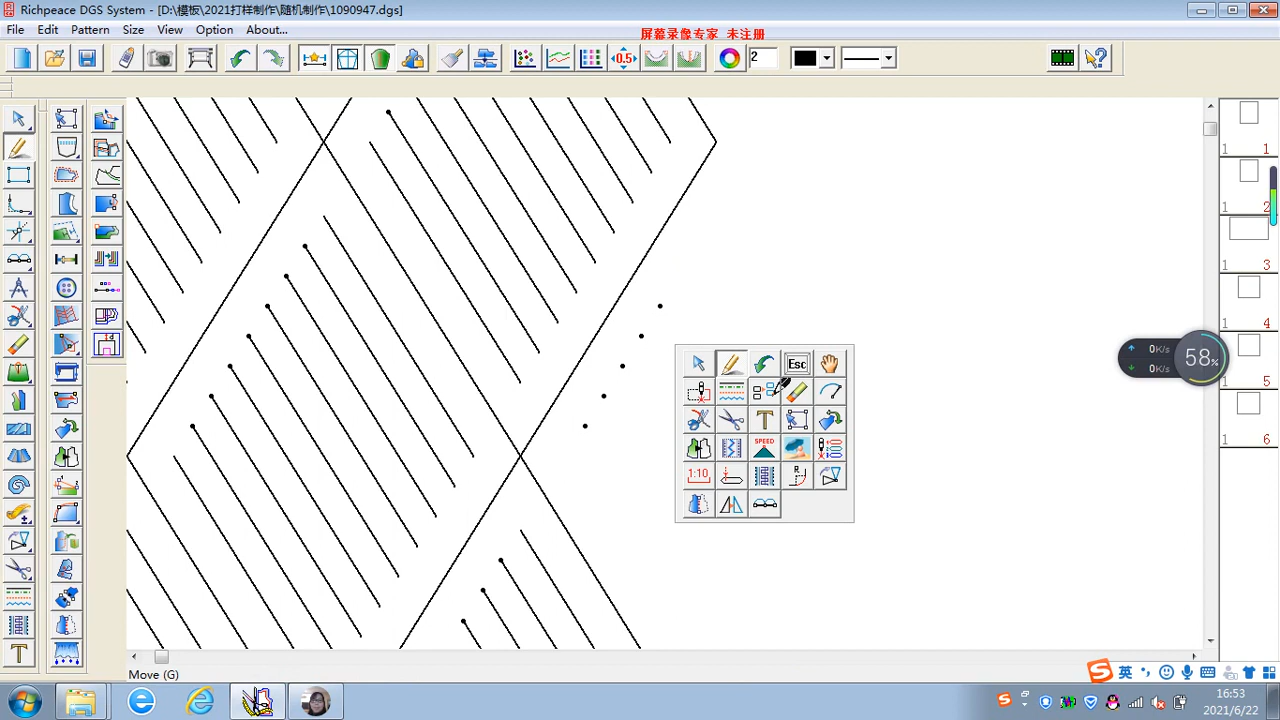 Richpeace DGS System - [D:\模板\2021打样制作\随机制作\1090947.dgs]
File Edit Pattern Size View Option About...
屏幕录像专家 未注册
0.5
2
Esc
T
SPEED
1:10
R
T
0K/s
0K/s
58%
1 1
1 2
1 3
1 4
1 5
1 6
Move (G)
英
16:53
2021/6/22